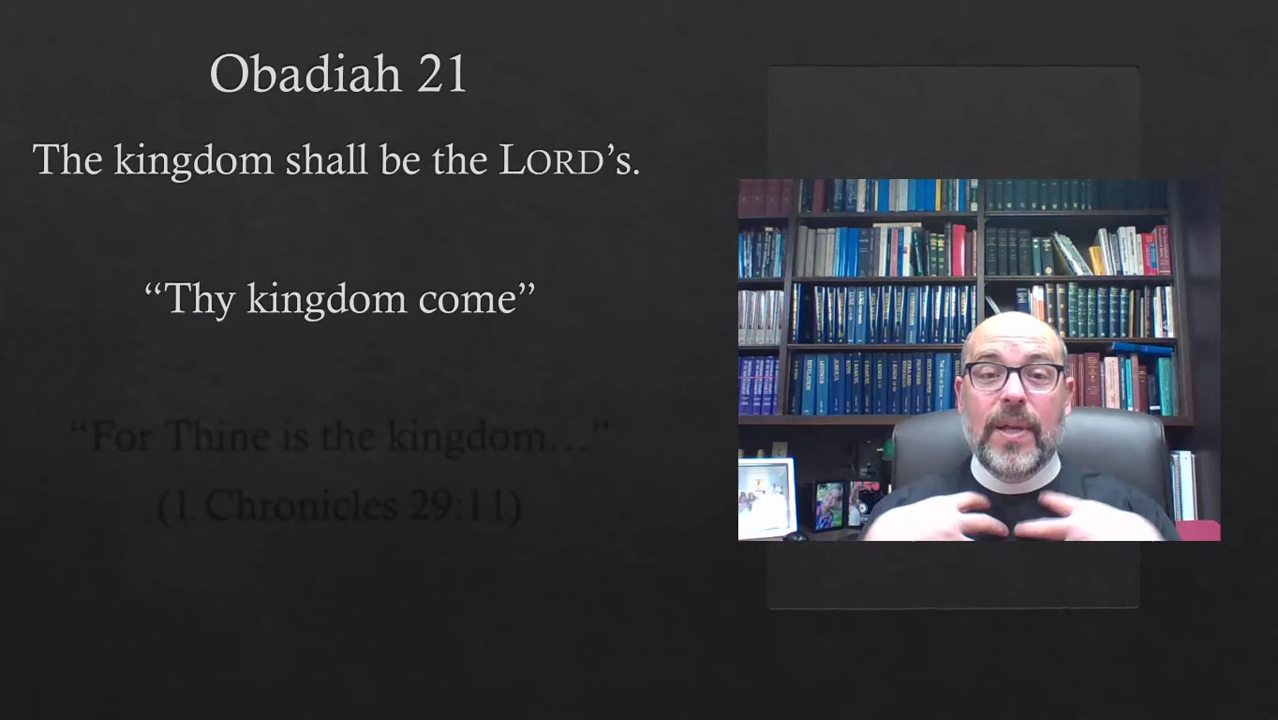 Obadiah 21
The kingdom shall be the LORD’s.
“Thy kingdom come”
“For Thine is the kingdom…”
(1 Chronicles 29:11)